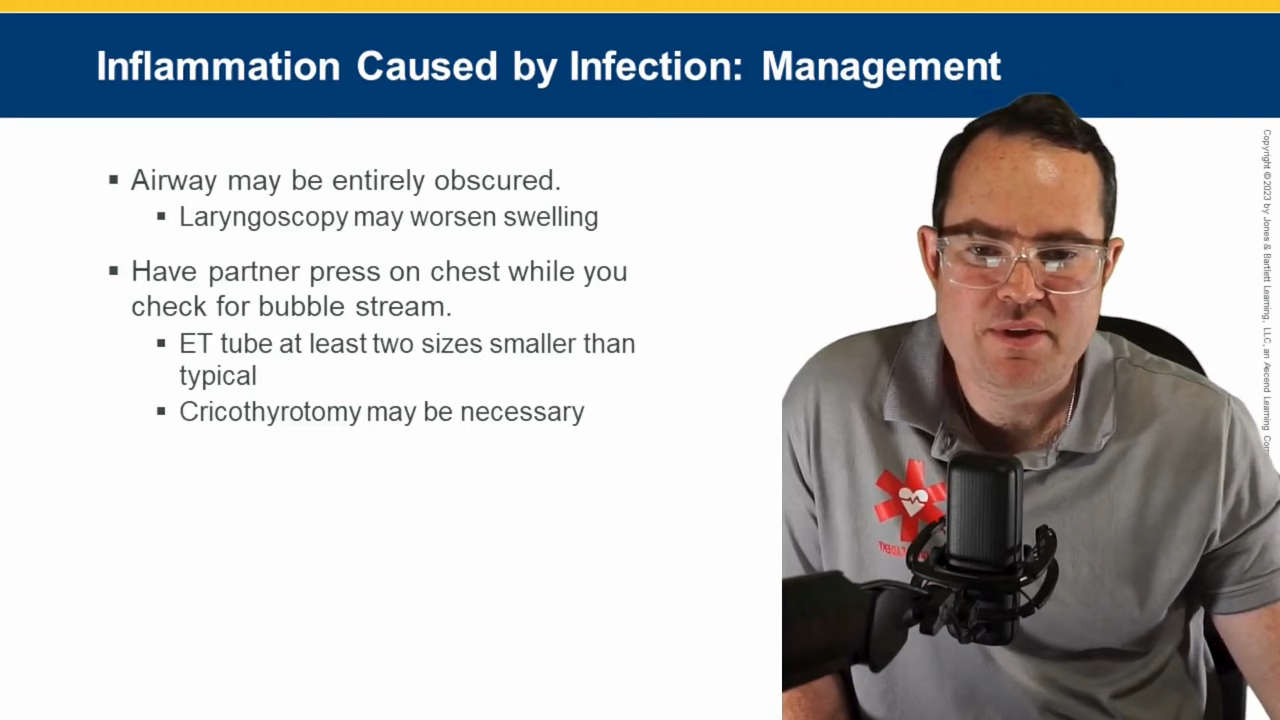 Inflammation Caused by Infection: Management
▪ Airway may be entirely obscured.
▪ Laryngoscopy may worsen swelling
▪ Have partner press on chest while you
check for bubble stream.
▪ ET tube at least two sizes smaller than
typical
▪ Cricothyrotomy may be necessary
Copyright © 2023 by Jones & Bartlett Learning, LLC, an Ascend Learning